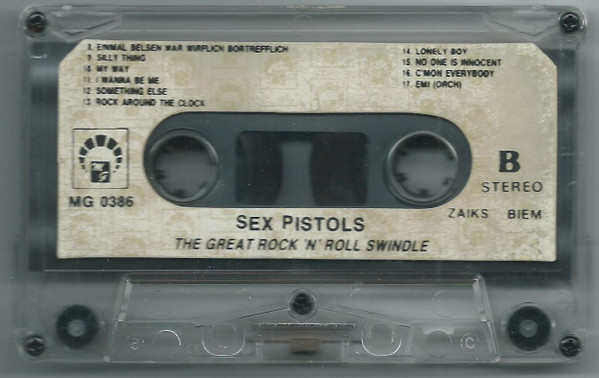 8. EINMAL BELSEN WAR WIRFLICH BORTREFFLICH
9. SILLY THING
10. MY WAY
11. I WANNA BE ME
12. SOMETHING ELSE
13. ROCK AROUND THE CLOCK
14. LONELY BOY
15. NO ONE IS INNOCENT
16. C'MON EVERYBODY
17. EMI (ORCH)
MG 0386
B
STEREO
ZAIKS BIEM
SEX PISTOLS
THE GREAT ROCK 'N' ROLL SWINDLE